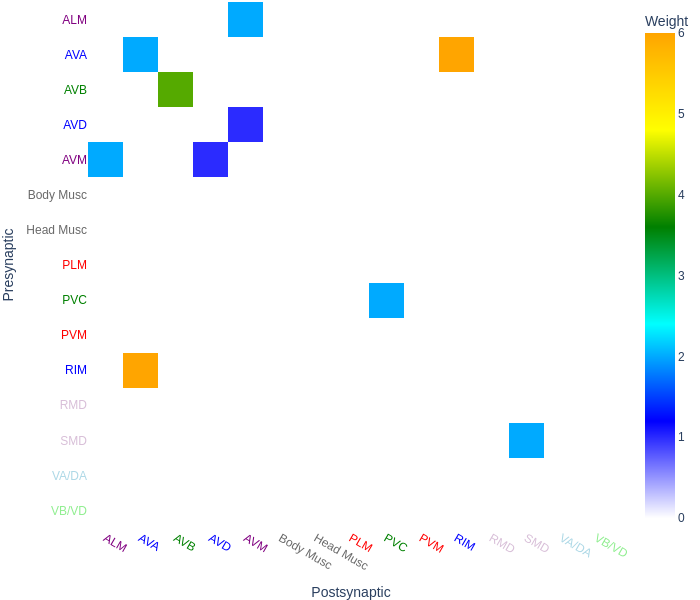 Weight
ALM
AVA
AVB
AVD
AVM
Body Musc
Head Musc
PLM
PVC
PVM
RIM
RMD
SMD
VA/DA
VB/VD
Presynaptic
6
5
4
3
2
1
0
ALM
AVA
AVB
AVD
AVM
Body Musc
Head Musc
PLM
PVC
PVM
RIM
RMD
SMD
VA/DA
VB/VD
Postsynaptic